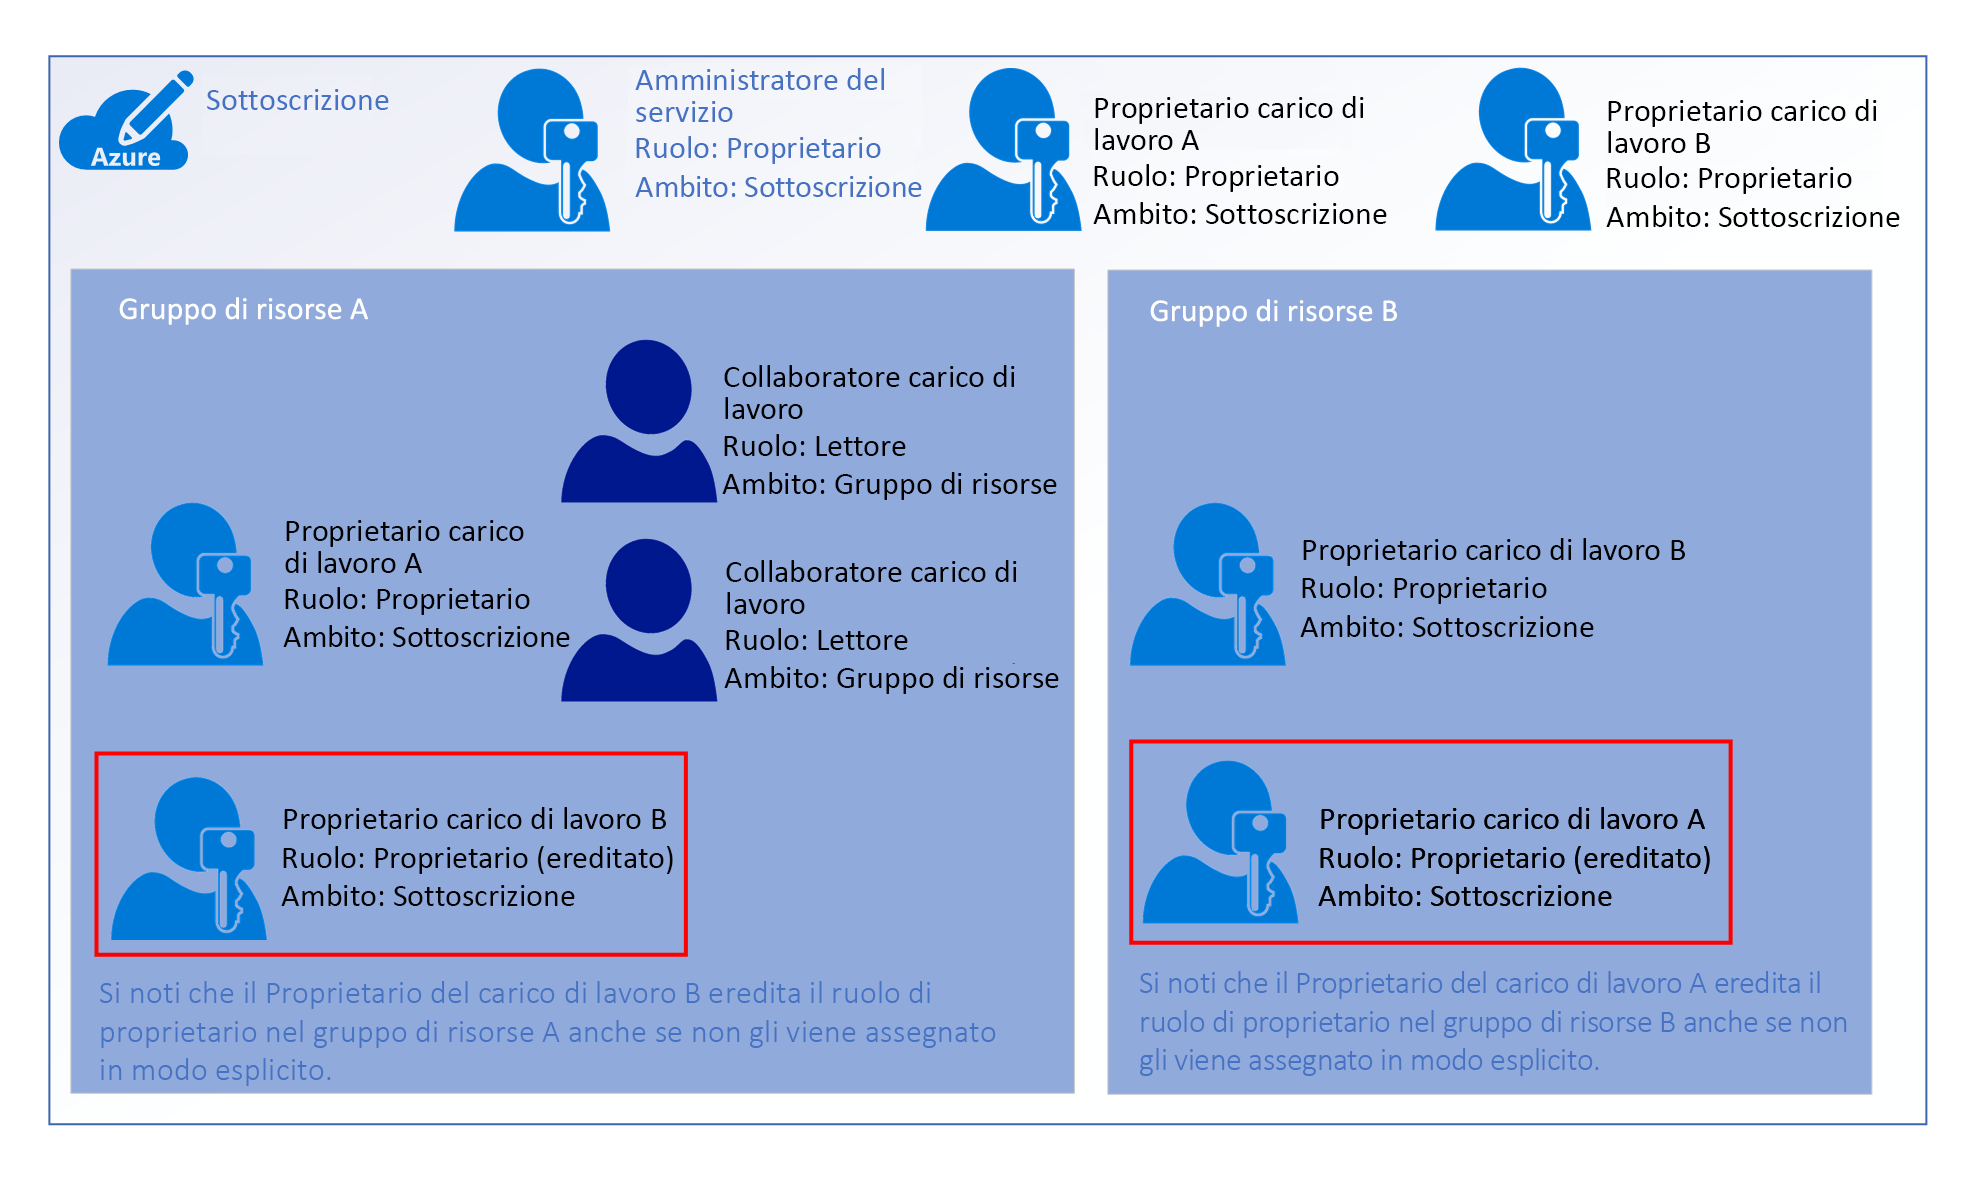 Azure
Sottoscrizione
Amministratore del
servizio
Ruolo: Proprietario
Ambito: Sottoscrizione
Proprietario carico di
lavoro A
Ruolo: Proprietario
Ambito: Sottoscrizione
Proprietario carico di
lavoro B
Ruolo: Proprietario
Ambito: Sottoscrizione
Gruppo di risorse A
Collaboratore carico di
lavoro
Ruolo: Lettore
Ambito: Gruppo di risorse
Proprietario carico
di lavoro A
Ruolo: Proprietario
Ambito: Sottoscrizione
Collaboratore carico di
lavoro
Ruolo: Lettore
Ambito: Gruppo di risorse
Proprietario carico di lavoro B
Ruolo: Proprietario (ereditato)
Ambito: Sottoscrizione
Si noti che il Proprietario del carico di lavoro B eredita il ruolo di
proprietario nel gruppo di risorse A anche se non gli viene assegnato
in modo esplicito.
Gruppo di risorse B
Proprietario carico di lavoro B
Ruolo: Proprietario
Ambito: Sottoscrizione
Proprietario carico di lavoro A
Ruolo: Proprietario (ereditato)
Ambito: Sottoscrizione
Si noti che il Proprietario del carico di lavoro A eredita il
ruolo di proprietario nel gruppo di risorse B anche se non
gli viene assegnato in modo esplicito.